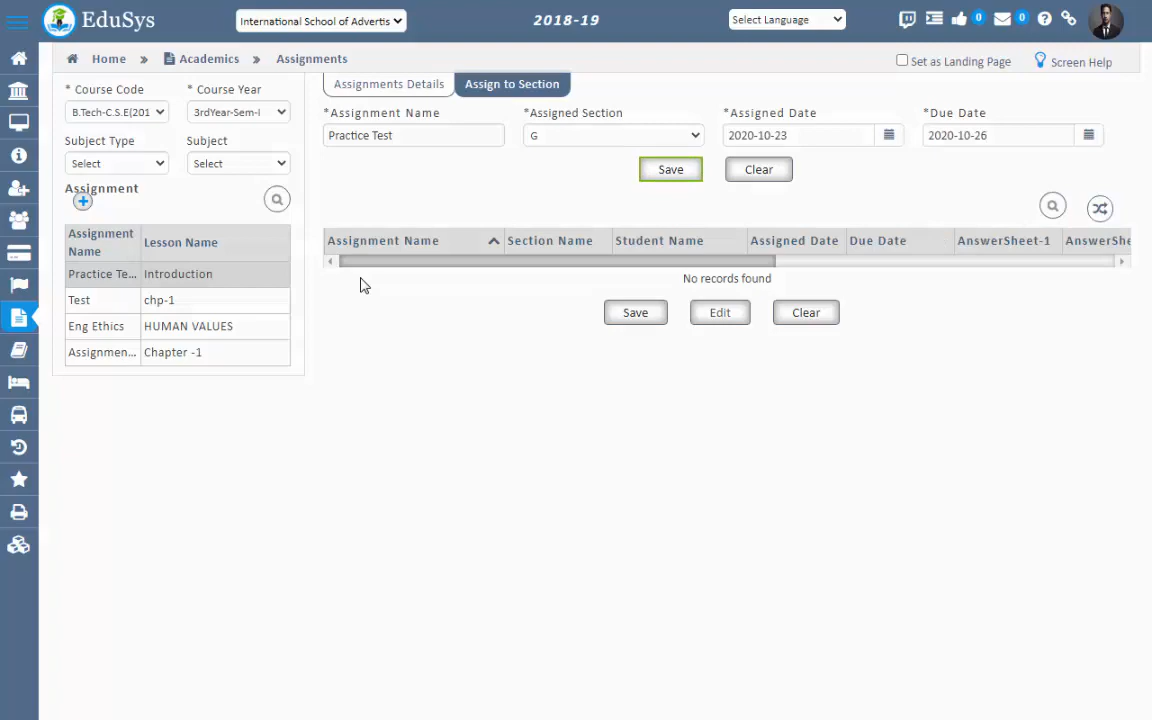 EduSys
International School of Advertis
2018-19
Select Language
0
0
Home » Academics » Assignments
Set as Landing Page
Screen Help
* Course Code
* Course Year
B.Tech-C.S.E(201
3rdYear-Sem-I
Subject Type
Subject
Select
Select
Assignment
Assignment Name
Lesson Name
Practice Te... Introduction
Test chp-1
Eng Ethics HUMAN VALUES
Assignmen... Chapter -1
Assignments Details
Assign to Section
*Assignment Name
*Assigned Section
*Assigned Date
*Due Date
Practice Test
G
2020-10-23
2020-10-26
Save
Clear
Assignment Name Section Name Student Name Assigned Date Due Date AnswerSheet-1 AnswerShe
No records found
Save
Edit
Clear